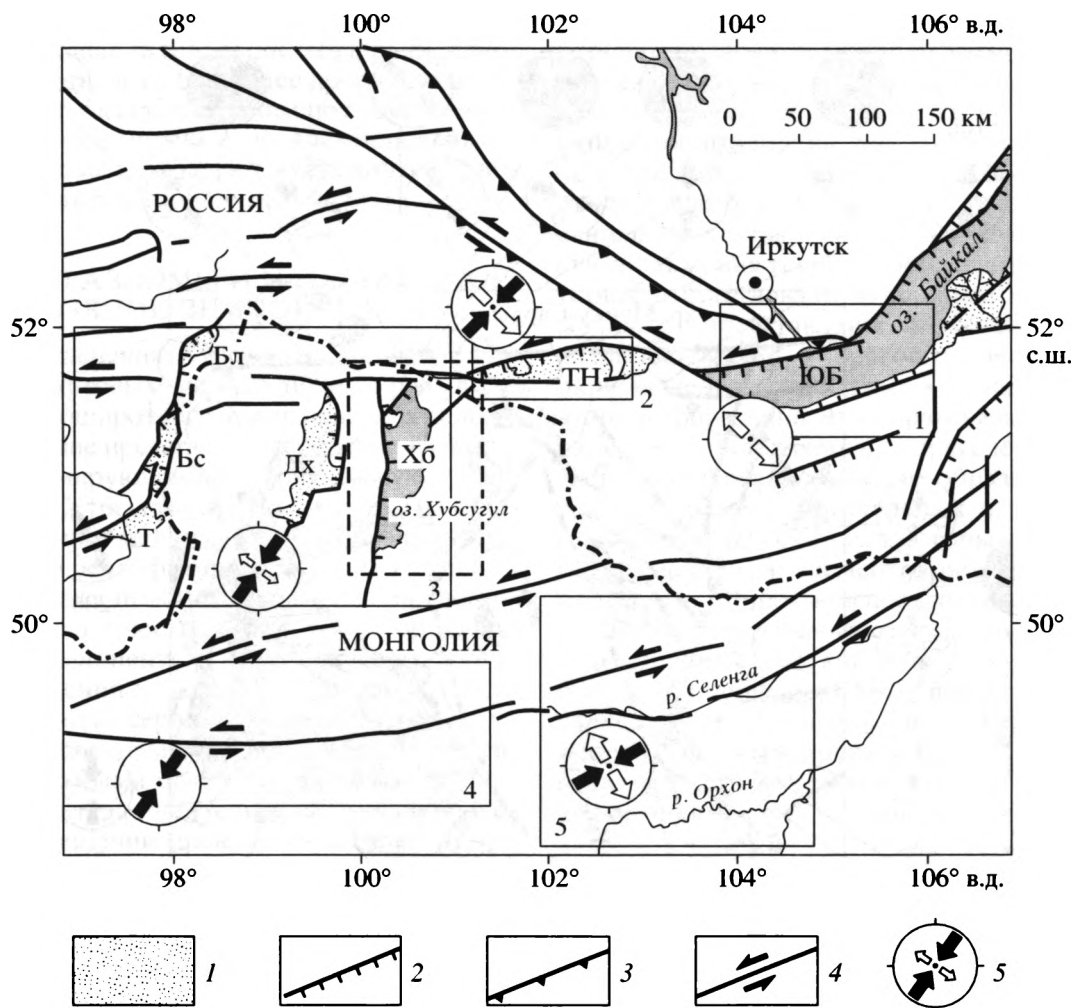 98° 100° 102° 104° 106° в.д.
0 50 100 150 км
РОССИЯ
Иркутск
оз. Байкал
52° 52°
с.ш.
Бл
ТН
ЮБ
2
1
Бс
Дх
Хб
оз. Хубсугул
Т
3
50° 50°
МОНГОЛИЯ
р. Селенга
4
р. Орхон
5
98° 100° 102° 104° 106° в.д.
1 2 3 4 5